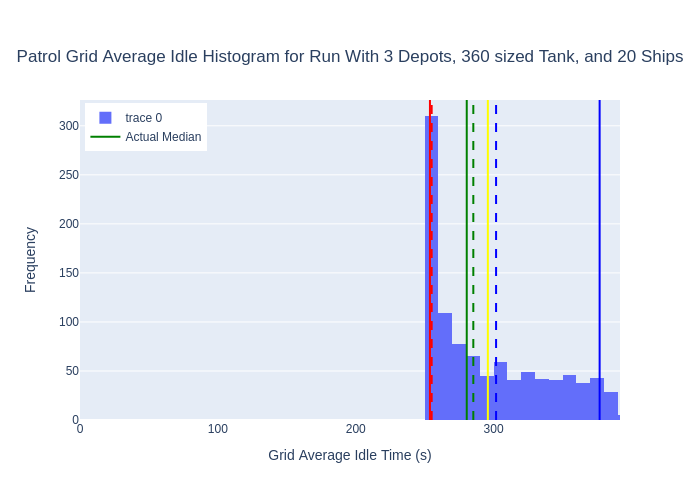 Patrol Grid Average Idle Histogram for Run With 3 Depots, 360 sized Tank, and 20 Ships
trace 0
Actual Median
300
250
200
150
100
50
0
Frequency
0 100 200 300
Grid Average Idle Time (s)